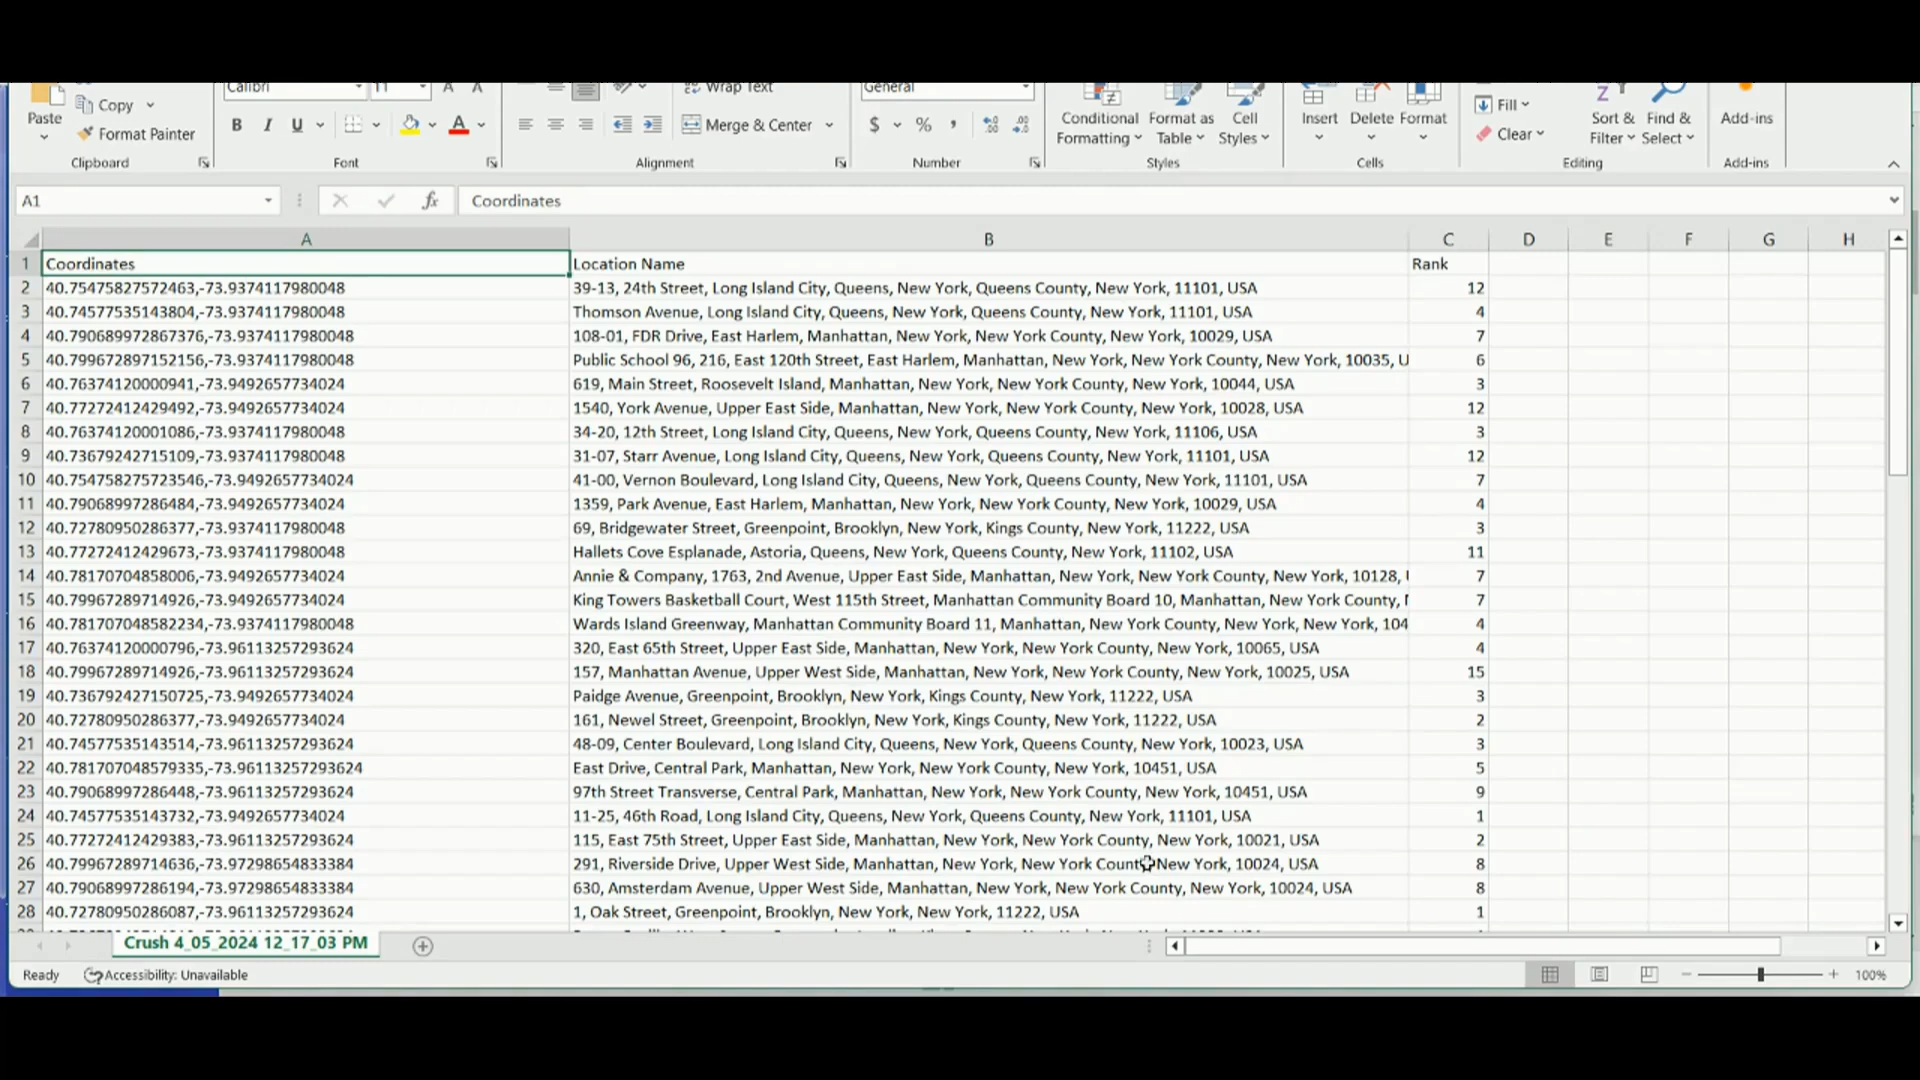 Calibri 11 A A Wrap Text General
Copy
Paste
Format Painter
B I U A
Merge & Center
$ % ,
Conditional Formatting
Format as Table
Cell Styles
Insert Delete Format
Fill
Clear
Sort & Filter
Find & Select
Add-ins
Clipboard Font Alignment Number Styles Cells Editing Add-ins
A1 fx Coordinates
A B C D E F G H
1 Coordinates Location Name Rank
2 40.75475827572463,-73.9374117980048 39-13, 24th Street, Long Island City, Queens, New York, Queens County, New York, 11101, USA 12
3 40.74577535143804,-73.9374117980048 Thomson Avenue, Long Island City, Queens, New York, Queens County, New York, 11101, USA 4
4 40.790689972867376,-73.9374117980048 108-01, FDR Drive, East Harlem, Manhattan, New York, New York County, New York, 10029, USA 7
5 40.799672897152156,-73.9374117980048 Public School 96, 216, East 120th Street, East Harlem, Manhattan, New York, New York County, New York, 10035, U 6
6 40.76374120000941,-73.9492657734024 619, Main Street, Roosevelt Island, Manhattan, New York, New York County, New York, 10044, USA 3
7 40.77272412429492,-73.9492657734024 1540, York Avenue, Upper East Side, Manhattan, New York, New York County, New York, 10028, USA 12
8 40.76374120001086,-73.9374117980048 34-20, 12th Street, Long Island City, Queens, New York, Queens County, New York, 11106, USA 3
9 40.73679242715109,-73.9374117980048 31-07, Starr Avenue, Long Island City, Queens, New York, Queens County, New York, 11101, USA 12
10 40.754758275723546,-73.9492657734024 41-00, Vernon Boulevard, Long Island City, Queens, New York, Queens County, New York, 11101, USA 7
11 40.79068997286484,-73.9492657734024 1359, Park Avenue, East Harlem, Manhattan, New York, New York County, New York, 10029, USA 4
12 40.72780950286377,-73.9374117980048 69, Bridgewater Street, Greenpoint, Brooklyn, New York, Kings County, New York, 11222, USA 3
13 40.77272412429673,-73.9374117980048 Hallets Cove Esplanade, Astoria, Queens, New York, Queens County, New York, 11102, USA 11
14 40.78170704858006,-73.9492657734024 Annie & Company, 1763, 2nd Avenue, Upper East Side, Manhattan, New York, New York County, New York, 10128, 7
15 40.79967289714926,-73.9492657734024 King Towers Basketball Court, West 115th Street, Manhattan Community Board 10, Manhattan, New York County, 7
16 40.781707048582234,-73.9374117980048 Wards Island Greenway, Manhattan Community Board 11, Manhattan, New York County, New York, New York, 104 4
17 40.76374120000796,-73.96113257293624 320, East 65th Street, Upper East Side, Manhattan, New York, New York County, New York, 10065, USA 4
18 40.79967289714926,-73.96113257293624 157, Manhattan Avenue, Upper West Side, Manhattan, New York, New York County, New York, 10025, USA 15
19 40.736792427150725,-73.9492657734024 Paidge Avenue, Greenpoint, Brooklyn, New York, Kings County, New York, 11222, USA 3
20 40.72780950286377,-73.9492657734024 161, Newel Street, Greenpoint, Brooklyn, New York, Kings County, New York, 11222, USA 2
21 40.74577535143514,-73.96113257293624 48-09, Center Boulevard, Long Island City, Queens, New York, Queens County, New York, 10023, USA 3
22 40.781707048579335,-73.96113257293624 East Drive, Central Park, Manhattan, New York, New York County, New York, 10451, USA 5
23 40.79068997286448,-73.96113257293624 97th Street Transverse, Central Park, Manhattan, New York, New York County, New York, 10451, USA 9
24 40.74577535143732,-73.9492657734024 11-25, 46th Road, Long Island City, Queens, New York, Queens County, New York, 11101, USA 1
25 40.77272412429383,-73.96113257293624 115, East 75th Street, Upper East Side, Manhattan, New York, New York County, New York, 10021, USA 2
26 40.79967289714636,-73.97298654833384 291, Riverside Drive, Upper West Side, Manhattan, New York, New York County, New York, 10024, USA 8
27 40.79068997286194,-73.97298654833384 630, Amsterdam Avenue, Upper West Side, Manhattan, New York, New York County, New York, 10024, USA 8
28 40.72780950286087,-73.96113257293624 1, Oak Street, Greenpoint, Brooklyn, New York, New York, 11222, USA 1
Crush 4_05_2024 12_17_03 PM
Ready Accessibility: Unavailable 100%